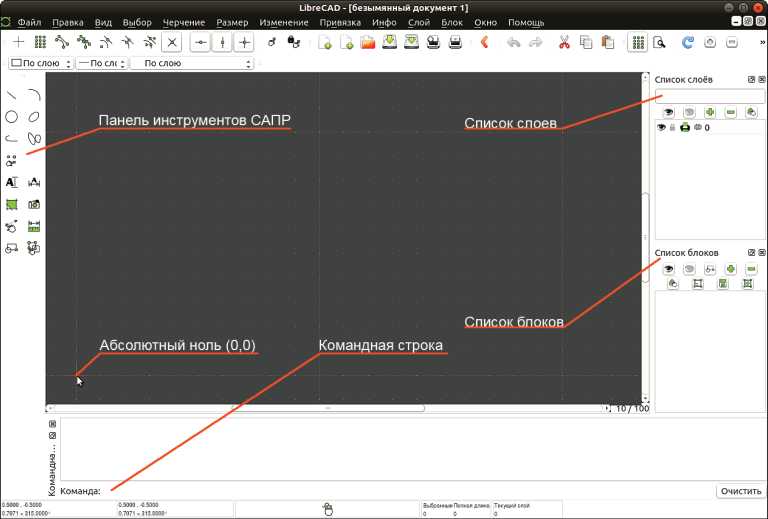 LibreCAD - [безымянный документ 1]
Файл Правка Вид Выбор Черчение Размер Изменение Привязка Инфо Слой Блок Окно Помощь
По слою По сло По слою
Список слоёв
Панель инструментов САПР
Список слоев
0
Список блоков
Список блоков
Абсолютный ноль (0,0)
Командная строка
10 / 100
Командна...
Команда:
Очистить
0.5000 , -0.5000 0.5000 , -0.5000 Выбранные Полная длина Текущий слой
0.7071 < 315.0000° 0.7071 < 315.0000° 0 0 0